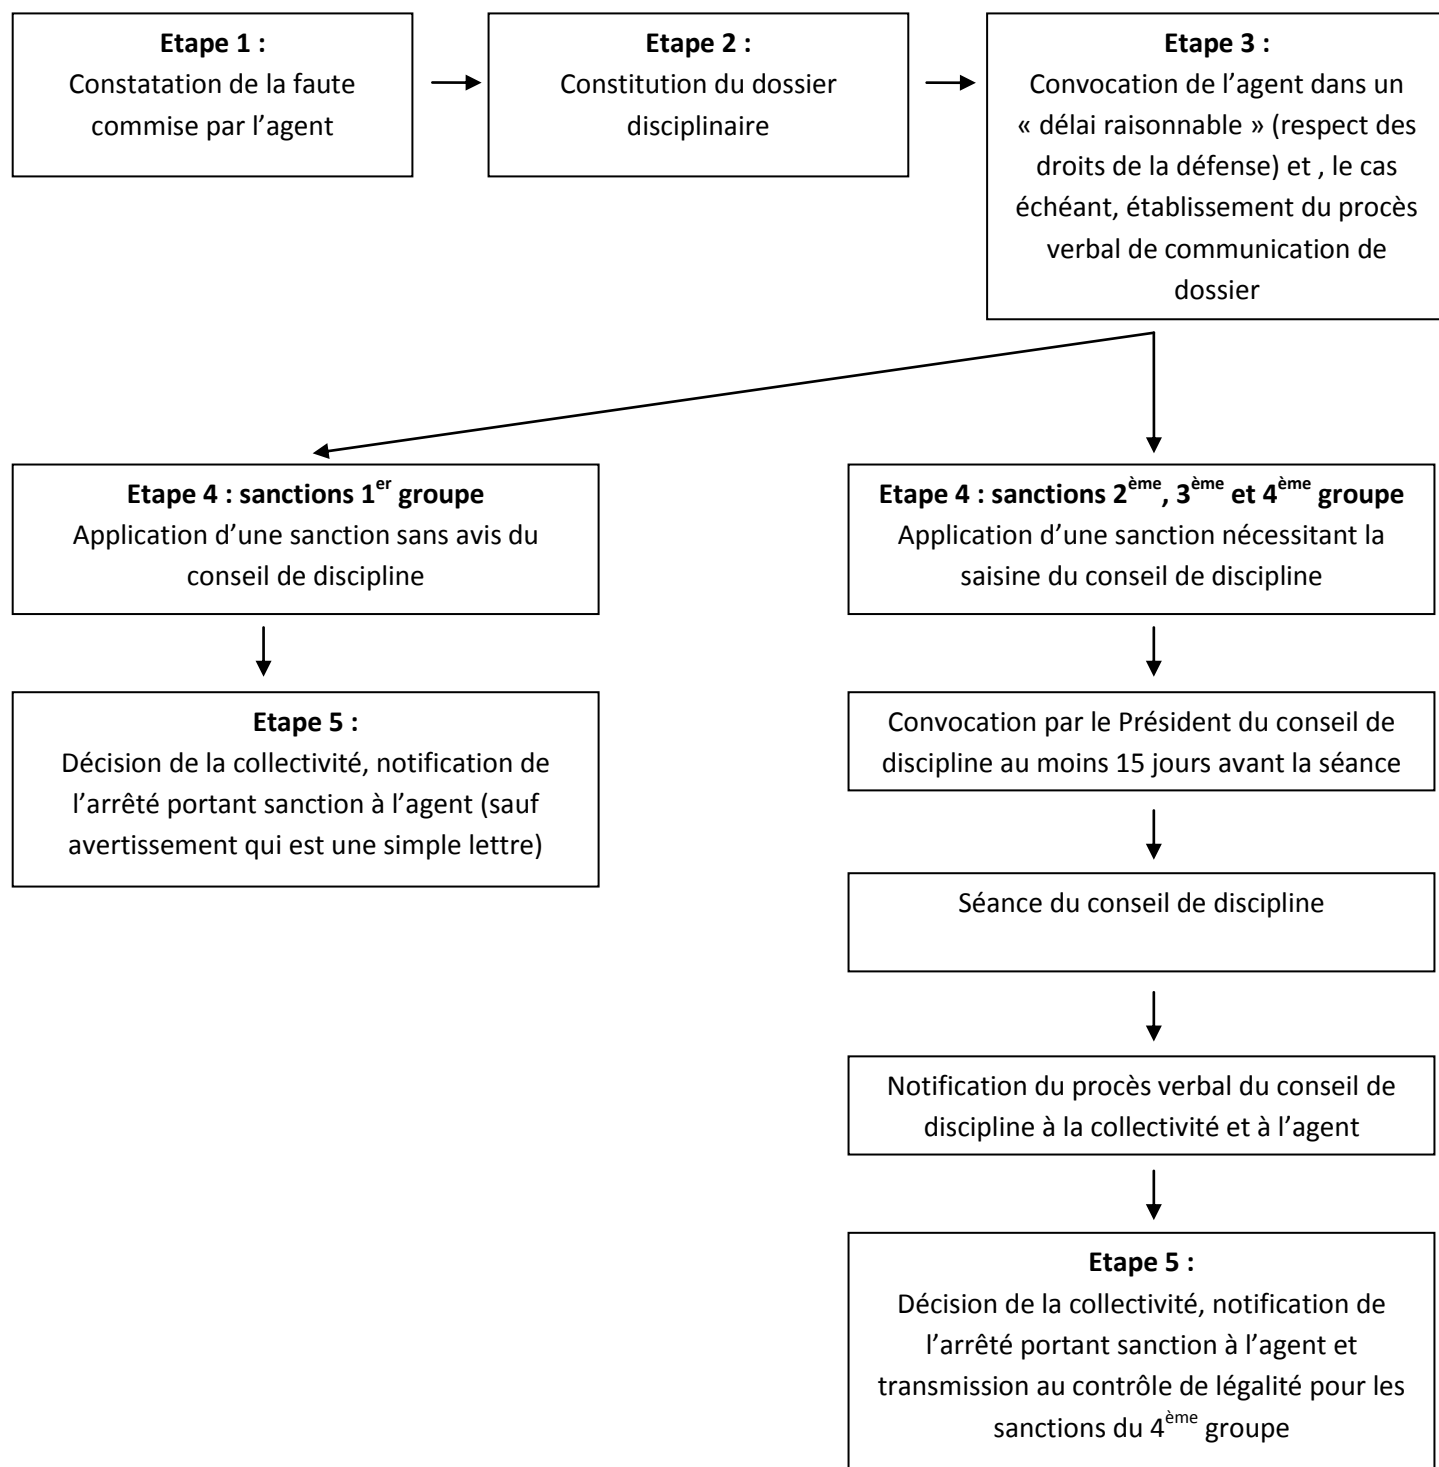 Etape 1 :
Constatation de la faute
commise par l’agent
Etape 2 :
Constitution du dossier
disciplinaire
Etape 3 :
Convocation de l’agent dans un
« délai raisonnable » (respect des
droits de la défense) et , le cas
échéant, établissement du procès
verbal de communication de
dossier
Etape 4 : sanctions 1er groupe
Application d’une sanction sans avis du
conseil de discipline
Etape 5 :
Décision de la collectivité, notification de
l’arrêté portant sanction à l’agent (sauf
avertissement qui est une simple lettre)
Etape 4 : sanctions 2ème, 3ème et 4ème groupe
Application d’une sanction nécessitant la
saisine du conseil de discipline
Convocation par le Président du conseil de
discipline au moins 15 jours avant la séance
Séance du conseil de discipline
Notification du procès verbal du conseil de
discipline à la collectivité et à l’agent
Etape 5 :
Décision de la collectivité, notification de
l’arrêté portant sanction à l’agent et
transmission au contrôle de légalité pour les
sanctions du 4ème groupe